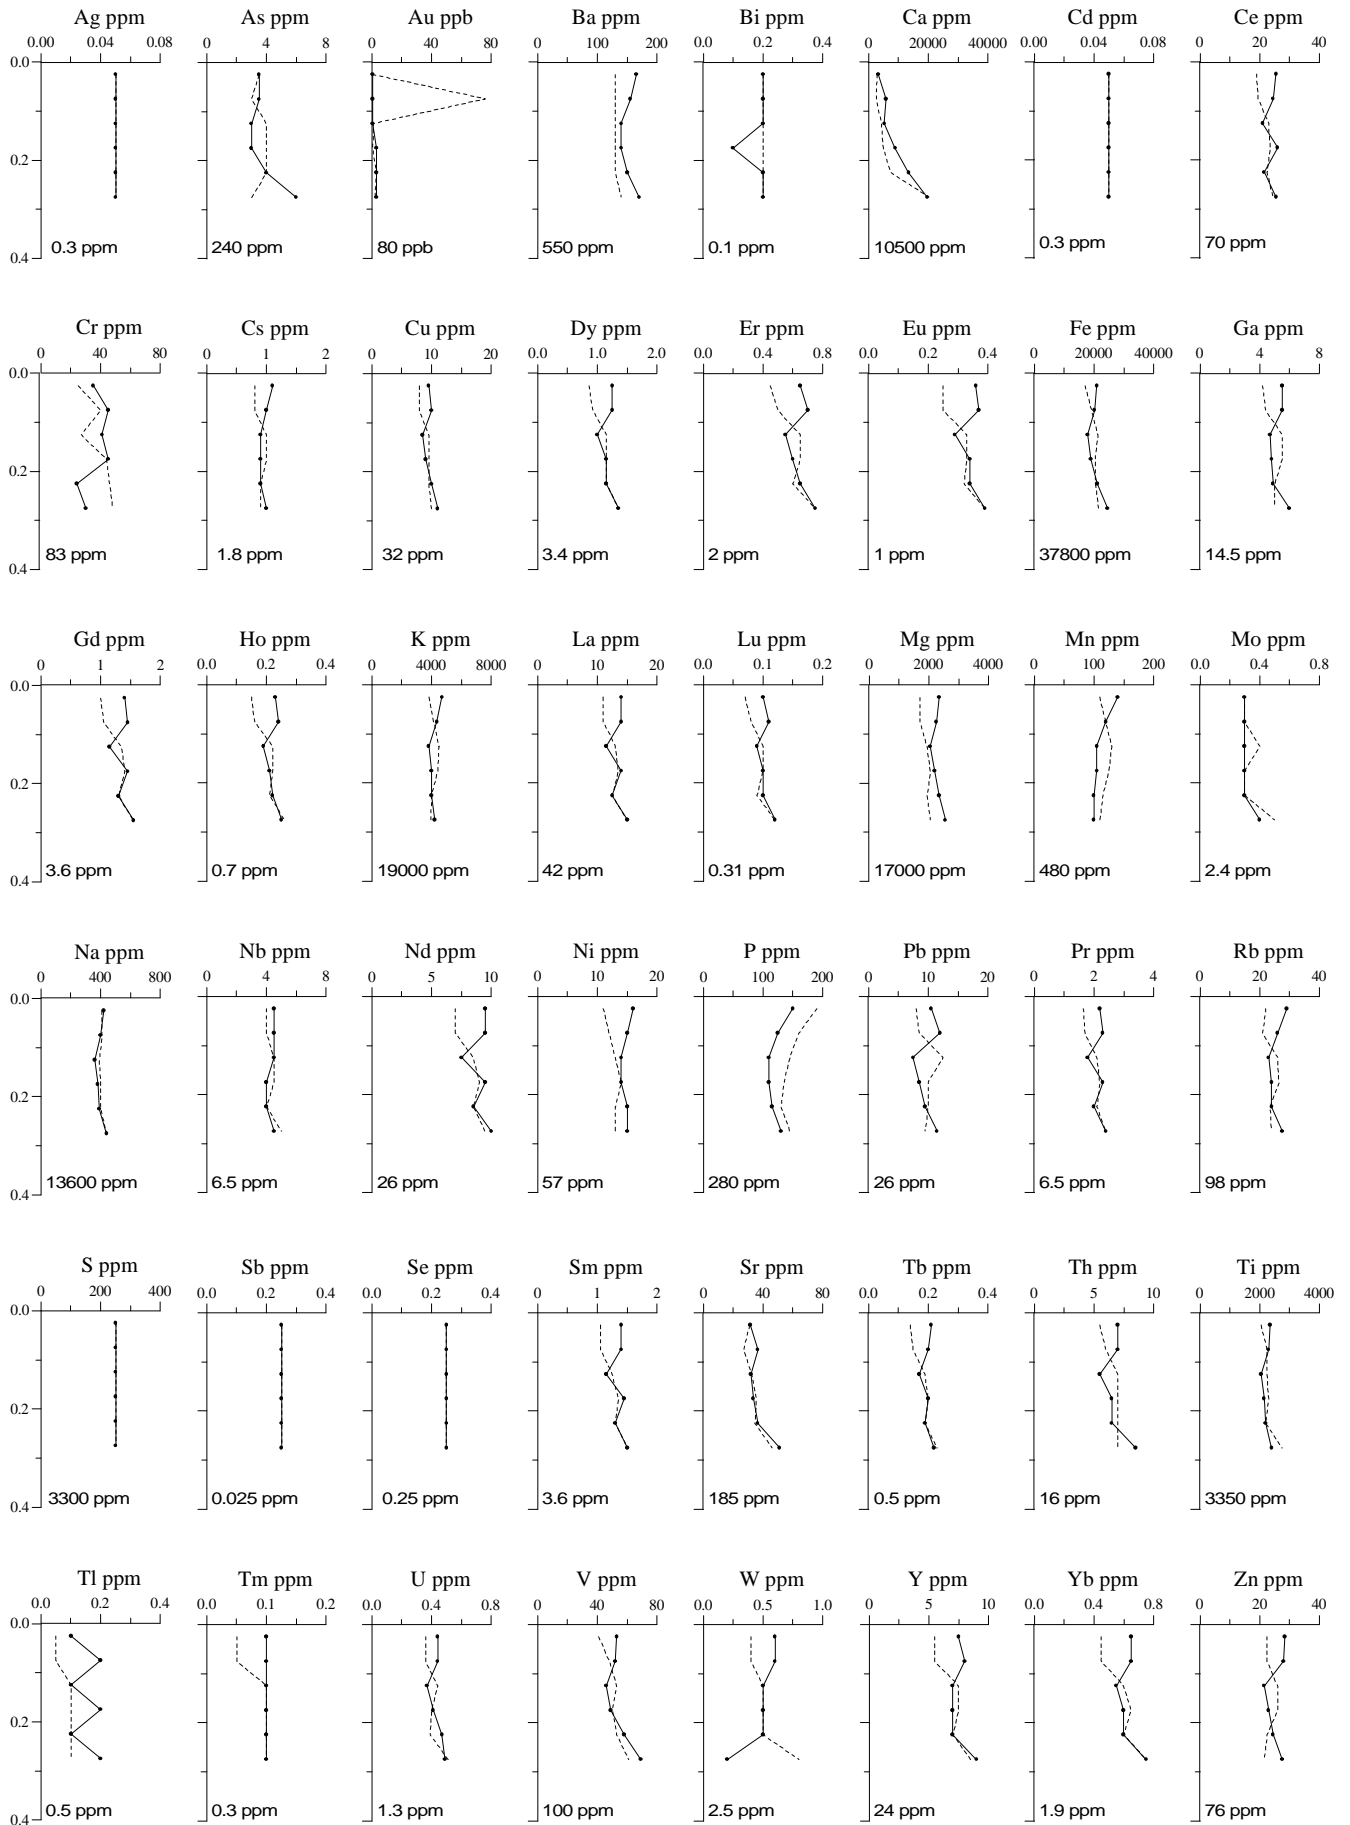 Ag ppm As ppm Au ppb Ba ppm Bi ppm Ca ppm Cd ppm Ce ppm
0.00 0.04 0.08 0 4 8 0 40 80 0 100 200 0.0 0.2 0.4 0 20000 40000 0.00 0.04 0.08 0 20 40
0.0
0.2
0.3 ppm 240 ppm 80 ppb 550 ppm 0.1 ppm 10500 ppm 0.3 ppm 70 ppm
0.4
Cr ppm Cs ppm Cu ppm Dy ppm Er ppm Eu ppm Fe ppm Ga ppm
0 40 80 0 1 2 0 10 20 0.0 1.0 2.0 0.0 0.4 0.8 0.0 0.2 0.4 0 20000 40000 0 4 8
0.0
0.2
83 ppm 1.8 ppm 32 ppm 3.4 ppm 2 ppm 1 ppm 37800 ppm 14.5 ppm
0.4
Gd ppm Ho ppm K ppm La ppm Lu ppm Mg ppm Mn ppm Mo ppm
0 1 2 0.0 0.2 0.4 0 4000 8000 0 10 20 0.0 0.1 0.2 0 2000 4000 0 100 200 0.0 0.4 0.8
0.0
0.2
3.6 ppm 0.7 ppm 19000 ppm 42 ppm 0.31 ppm 17000 ppm 480 ppm 2.4 ppm
0.4
Na ppm Nb ppm Nd ppm Ni ppm P ppm Pb ppm Pr ppm Rb ppm
0 400 800 0 4 8 0 5 10 0 10 20 0 100 200 0 10 20 0 2 4 0 20 40
0.0
0.2
13600 ppm 6.5 ppm 26 ppm 57 ppm 280 ppm 26 ppm 6.5 ppm 98 ppm
0.4
S ppm Sb ppm Se ppm Sm ppm Sr ppm Tb ppm Th ppm Ti ppm
0 200 400 0.0 0.2 0.4 0.0 0.2 0.4 0 1 2 0 40 80 0.0 0.2 0.4 0 5 10 0 2000 4000
0.0
0.2
3300 ppm 0.025 ppm 0.25 ppm 3.6 ppm 185 ppm 0.5 ppm 16 ppm 3350 ppm
0.4
Tl ppm Tm ppm U ppm V ppm W ppm Y ppm Yb ppm Zn ppm
0.0 0.2 0.4 0.0 0.1 0.2 0.0 0.4 0.8 0 40 80 0.0 0.5 1.0 0 5 10 0.0 0.4 0.8 0 20 40
0.0
0.2
0.5 ppm 0.3 ppm 1.3 ppm 100 ppm 2.5 ppm 24 ppm 1.9 ppm 76 ppm
0.4